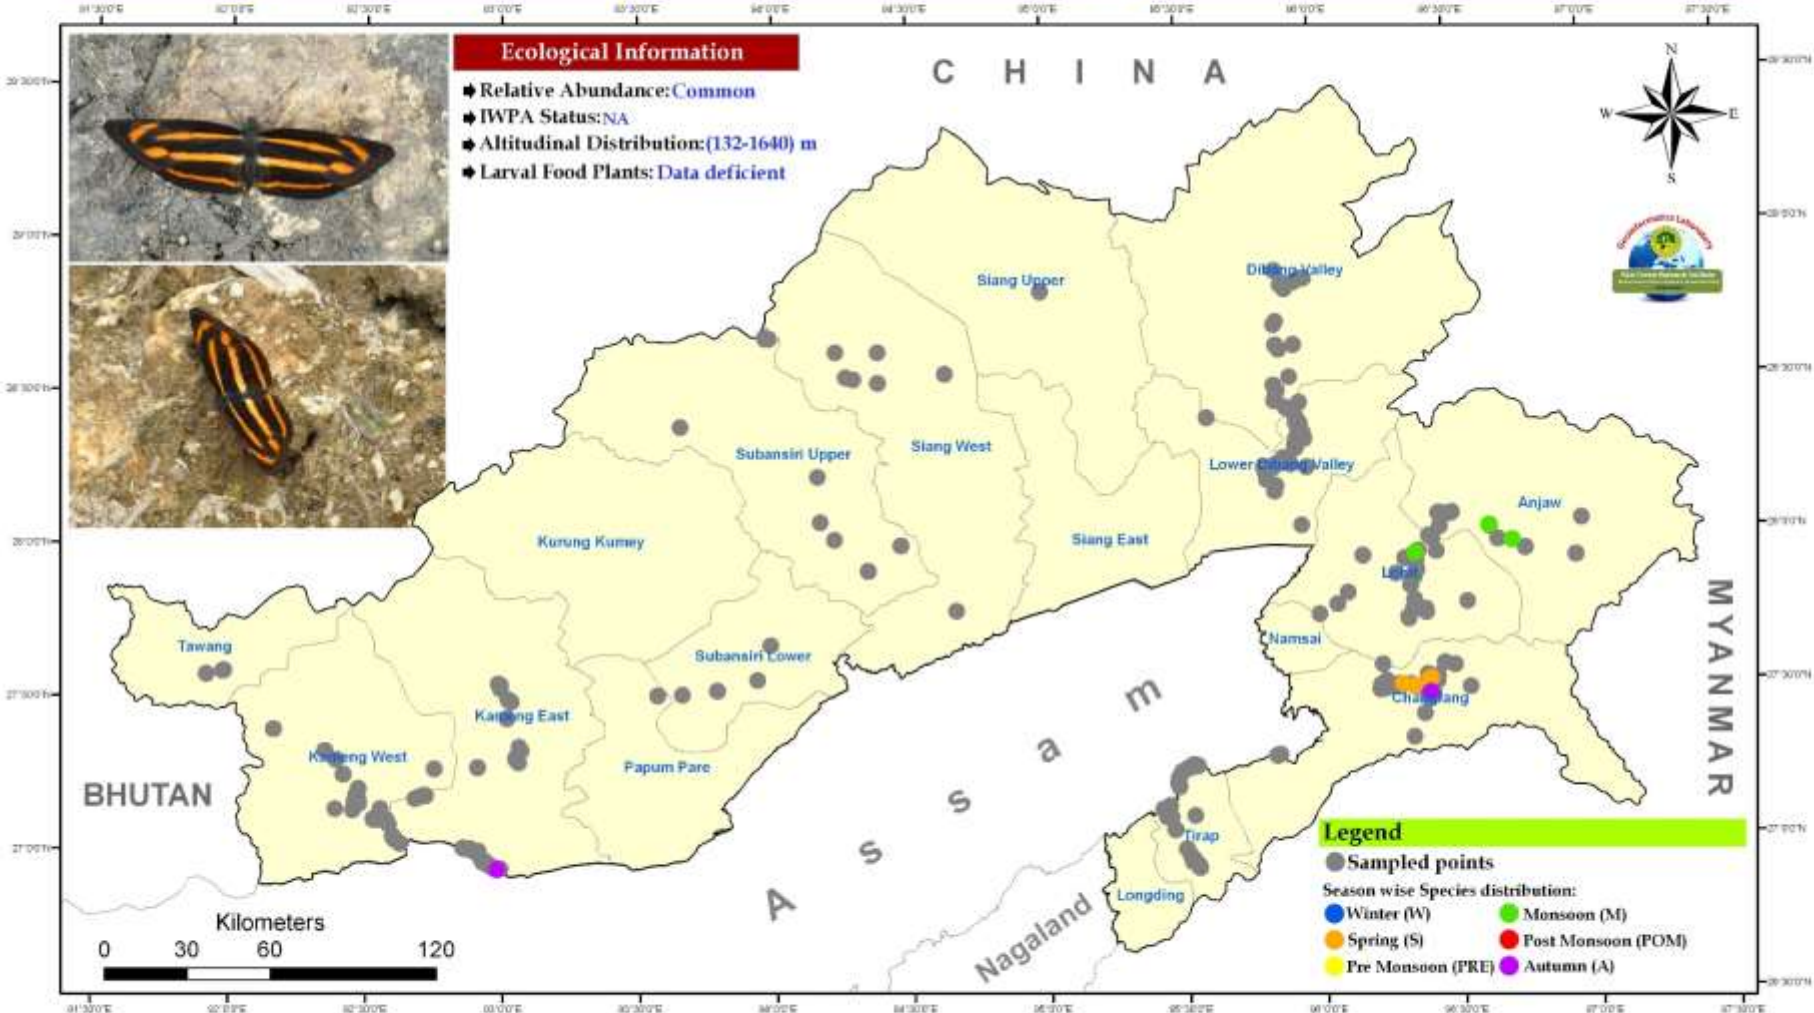 Ecological Information
Relative Abundance: Common
IWPA Status: NA
Altitudinal Distribution: (132-1640) m
Larval Food Plants: Data deficient
C H I N A
N
W E
S
Geoinformatics Laboratory
Siang Upper
Dibang Valley
Subansiri Upper
Siang West
Lower Dibang Valley
Anjaw
Kurung Kumey
Siang East
Lohit
Tawang
Subansiri Lower
Namsai
Kameng East
Changlang
Kameng West
Papum Pare
BHUTAN
MYANMAR
A s s a m
Tirap
Longding
Nagaland
Kilometers
0 30 60 120
Legend
Sampled points
Season wise Species distribution:
Winter (W) Monsoon (M)
Spring (S) Post Monsoon (POM)
Pre Monsoon (PRE) Autumn (A)